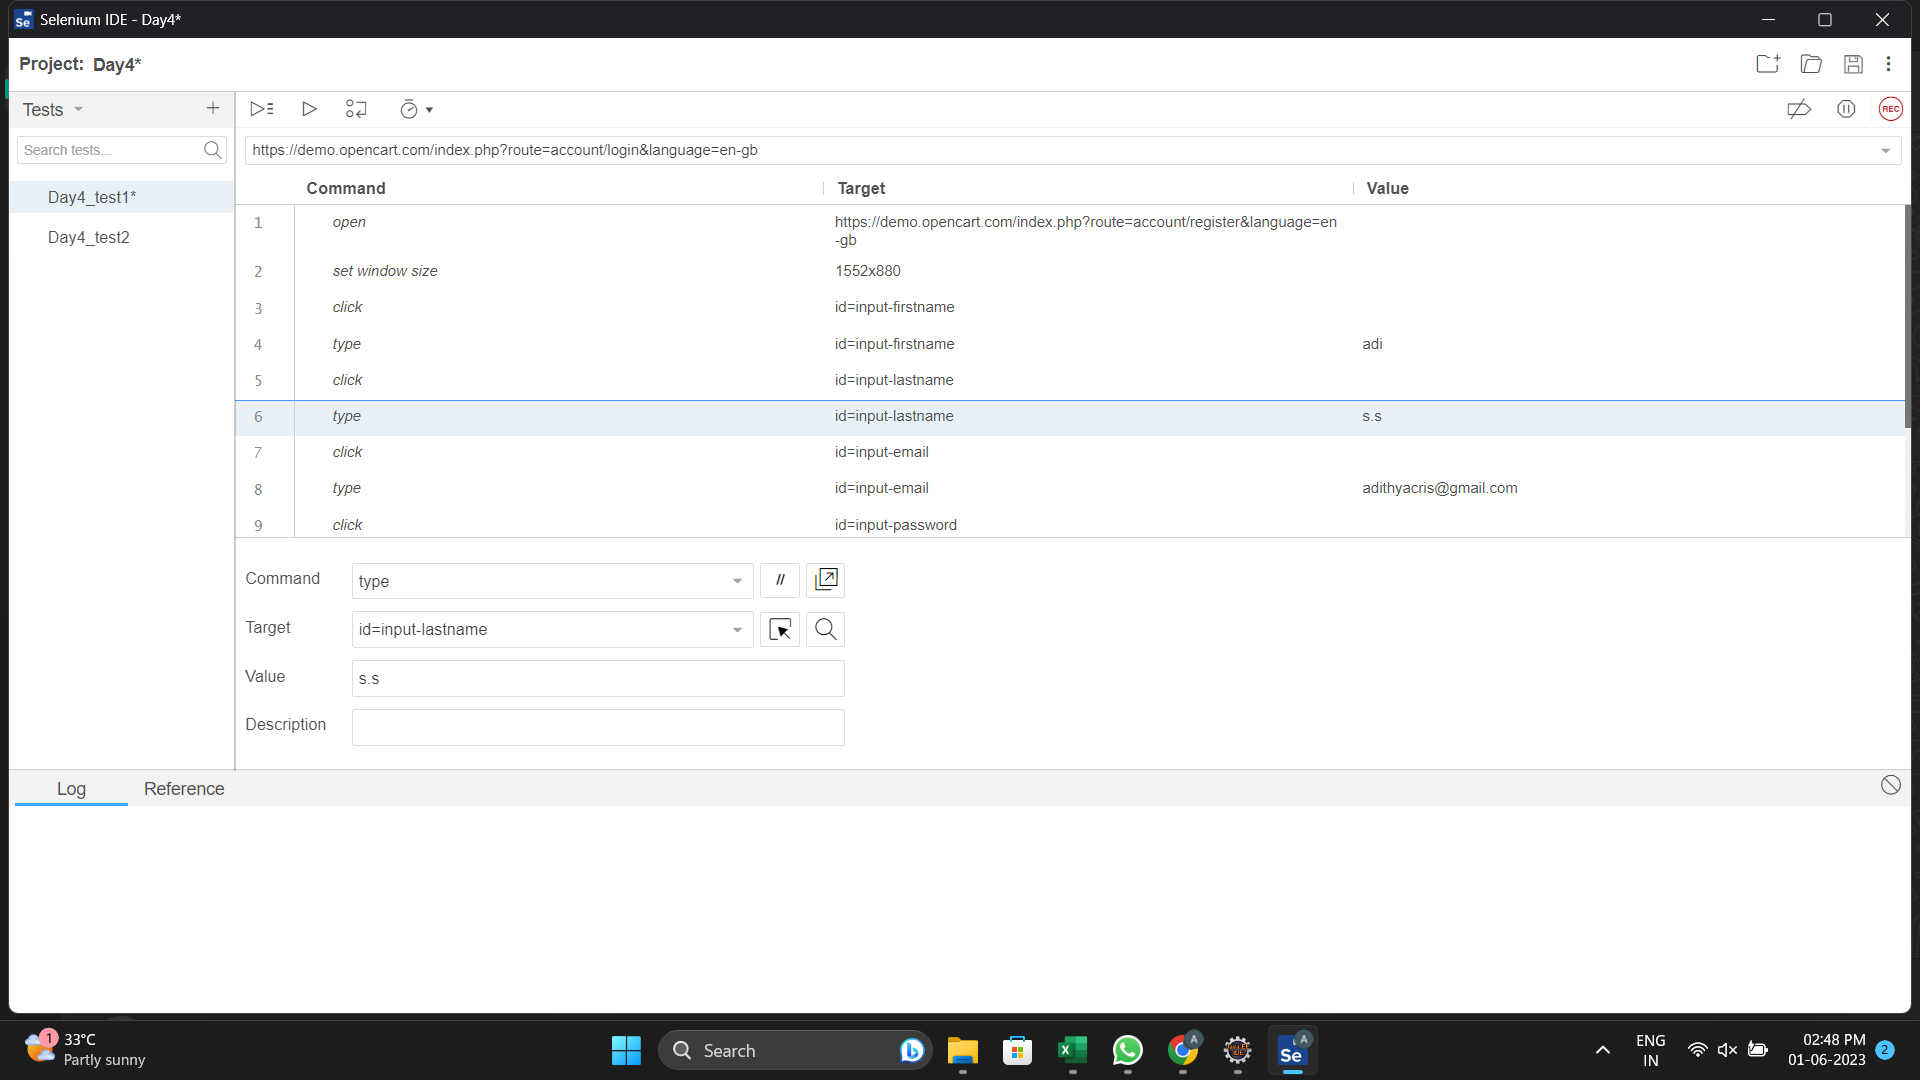 Selenium IDE - Day4*
Project: Day4*
Tests
Search tests...
Day4_test1*
Day4_test2
REC
https://demo.opencart.com/index.php?route=account/login&language=en-gb
Command Target Value
1 open https://demo.opencart.com/index.php?route=account/register&language=en
-gb
2 set window size 1552x880
3 click id=input-firstname
4 type id=input-firstname adi
5 click id=input-lastname
6 type id=input-lastname s.s
7 click id=input-email
8 type id=input-email adithyacris@gmail.com
9 click id=input-password
Command type //
Target id=input-lastname
Value s.s
Description
Log Reference
1 33°C
Partly sunny
Search
A
IDE
Se A
ENG
IN
02:48 PM
01-06-2023 2